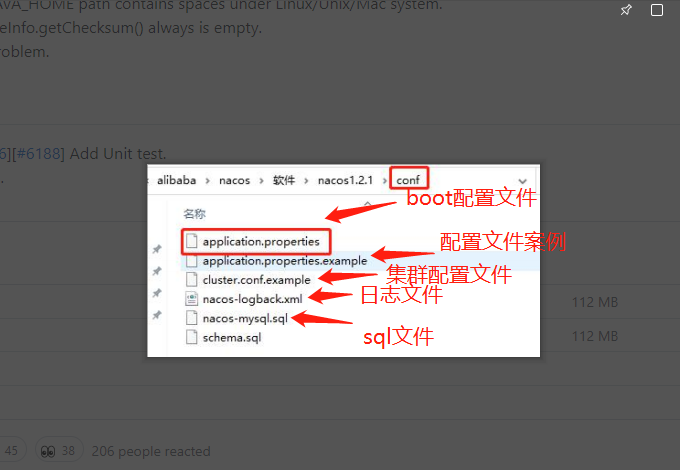 AVA_HOME path contains spaces under Linux/Unix/Mac system.
eInfo.getChecksum() always is empty.
roblem.
6][#6188] Add Unit test.
alibaba › nacos › 软件 › nacos1.2.1 › conf
boot配置文件
名称
application.properties
配置文件案例
application.properties.example
集群配置文件
cluster.conf.example
日志文件
nacos-logback.xml
112 MB
nacos-mysql.sql
sql文件
schema.sql
112 MB
45 38 206 people reacted